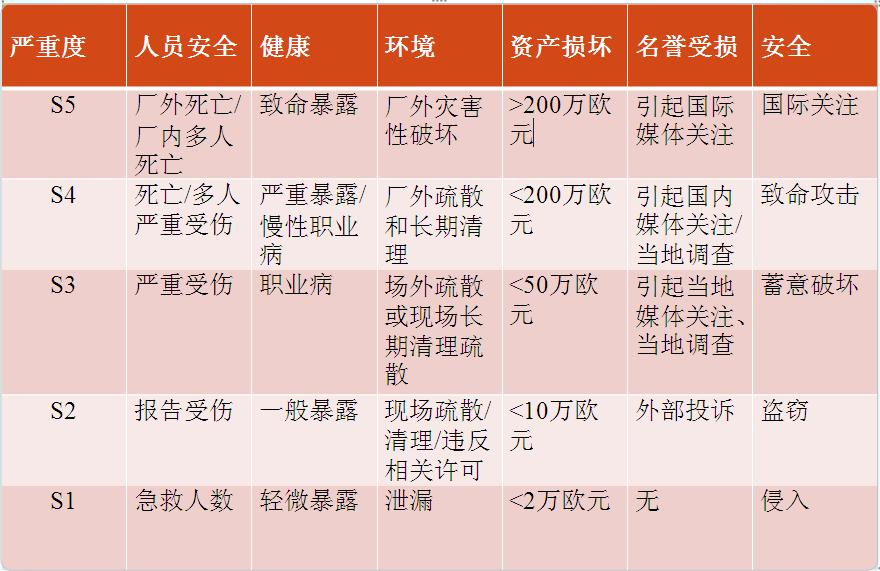 严重度 人员安全 健康 环境 资产损坏 名誉受损 安全
S5 厂外死亡/ 致命暴露 厂外灾害 >200万欧 引起国际 国际关注
厂内多人 性破坏 元 媒体关注
死亡
S4 死亡/多人 严重暴露/ 厂外疏散 <200万欧 引起国内 致命攻击
严重受伤 慢性职业 和长期清 元 媒体关注/
病 理 当地调查
S3 严重受伤 职业病 场外疏散 <50万欧 引起当地 蓄意破坏
或现场长 元 媒体关注、
期清理疏 当地调查
散
S2 报告受伤 一般暴露 现场疏散/ <10万欧 外部投诉 盗窃
清理/违反 元
相关许可
S1 急救人数 轻微暴露 泄漏 <2万欧元 无 侵入